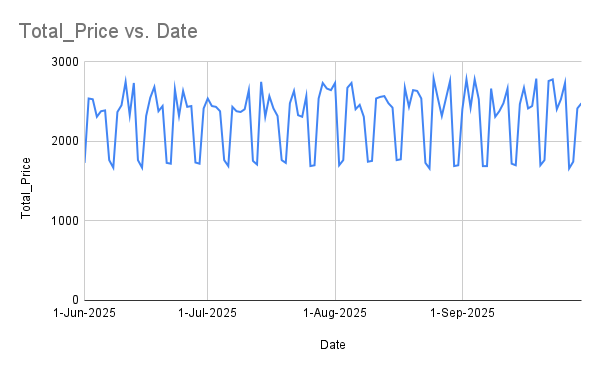 Total_Price vs. Date
3000
2000
1000
0
Total_Price
1-Jun-2025
1-Jul-2025
1-Aug-2025
1-Sep-2025
Date